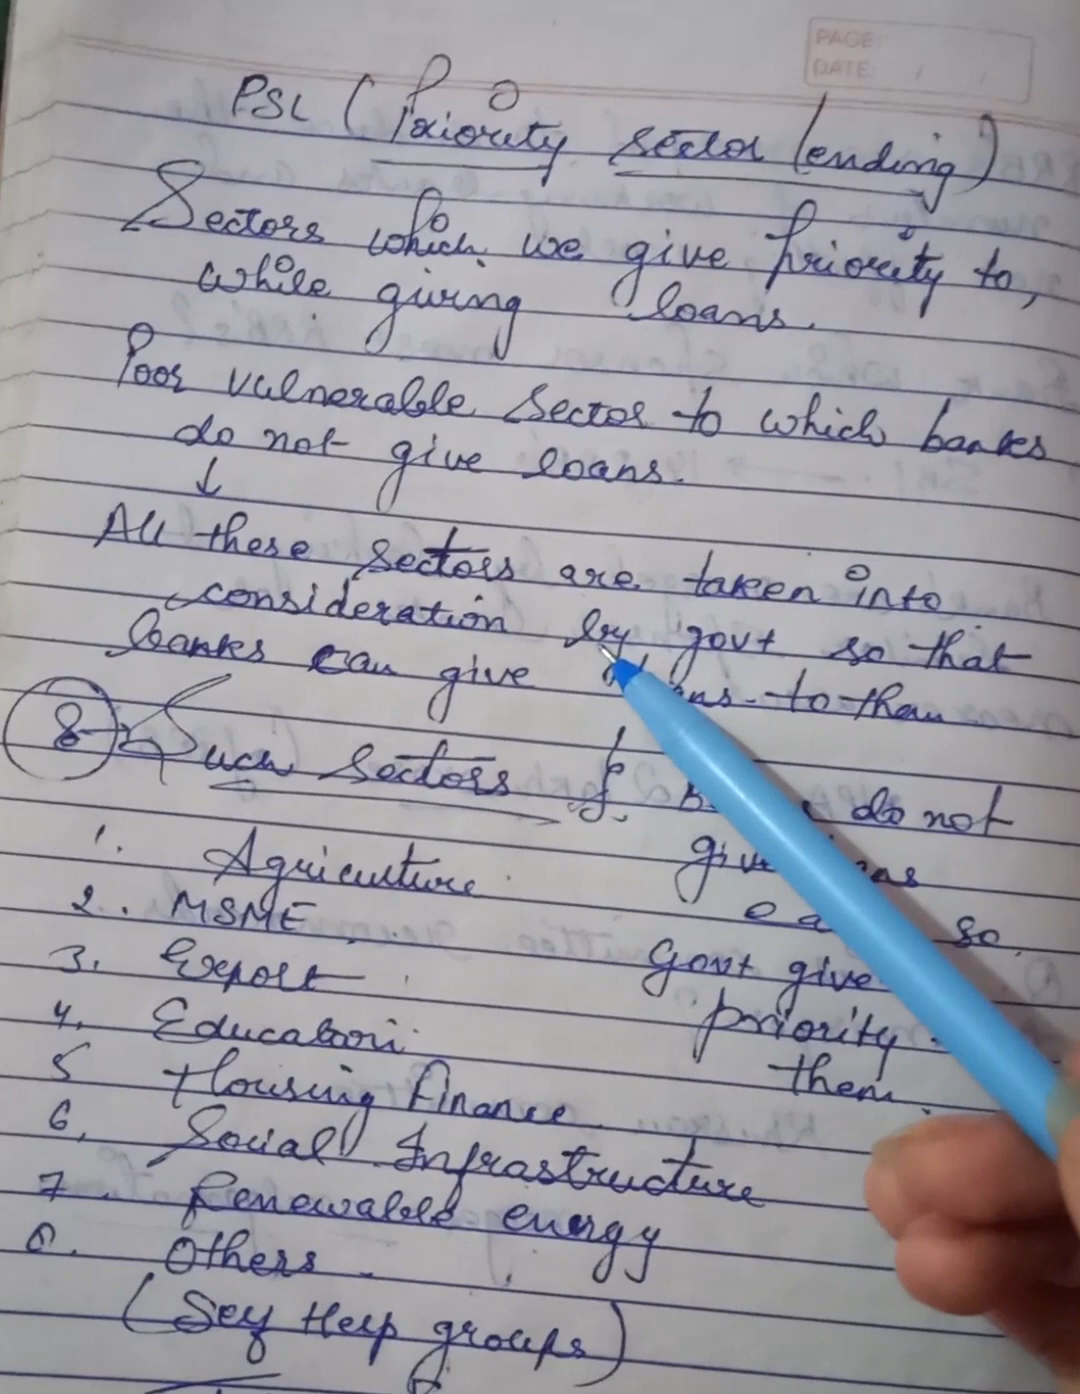 PAGE:
DATE: / /
PSL (Priority sector lending)
Sectors which we give priority to,
while giving loans.
Poor vulnerable sector to which banks
do not give loans.
↓
All these sectors are taken into
consideration by govt so that
banks can give to them
8 Such sectors do not
1. Agriculture
2. MSME. so
3. Export Govt give
4. Education priority
5 Housing Finance them.
6. Social Infrastructure
7. Renewable energy
8. Others.
(Self Help groups)